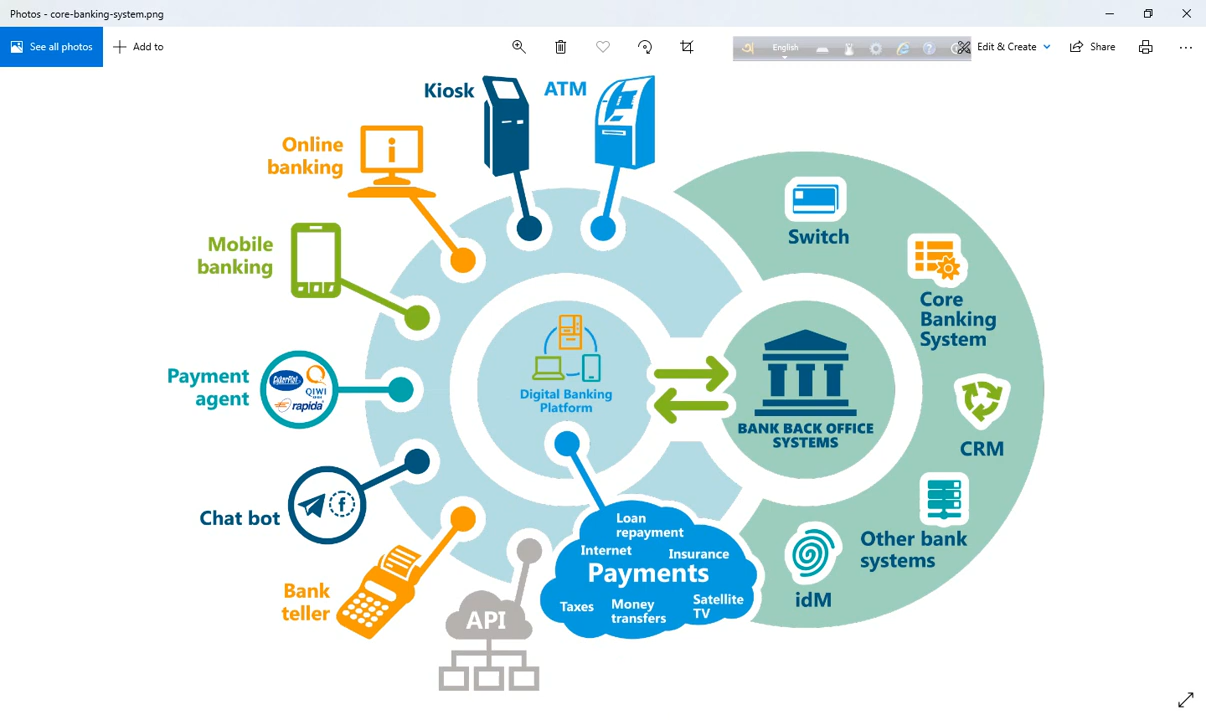 Photos - core-banking-system.png
See all photos
Add to
অ
English
Edit & Create
Share
Kiosk
ATM
Online
banking
Mobile
banking
Payment
agent
CyberPlat
QIWI
rapida
Chat bot
Bank
teller
API
Digital Banking
Platform
BANK BACK OFFICE
SYSTEMS
Loan
repayment
Internet
Insurance
Payments
Taxes
Money
transfers
Satellite
TV
Switch
Core
Banking
System
CRM
Other bank
systems
idM